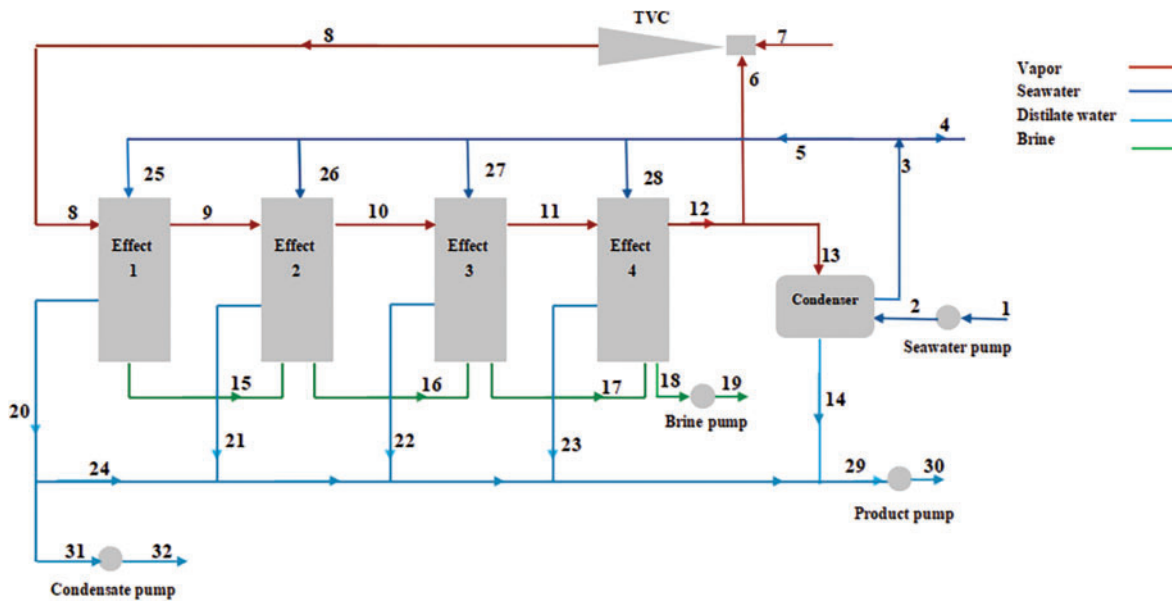 TVC
8
7
6
Vapor
Seawater
Distilate water
Brine
4
5
3
25
26
27
28
8
9
10
11
12
13
Effect
1
Effect
2
Effect
3
Effect
4
Condenser
2
1
Seawater pump
15
16
17
18
19
Brine pump
14
20
21
22
23
24
29
30
Product pump
31
32
Condensate pump